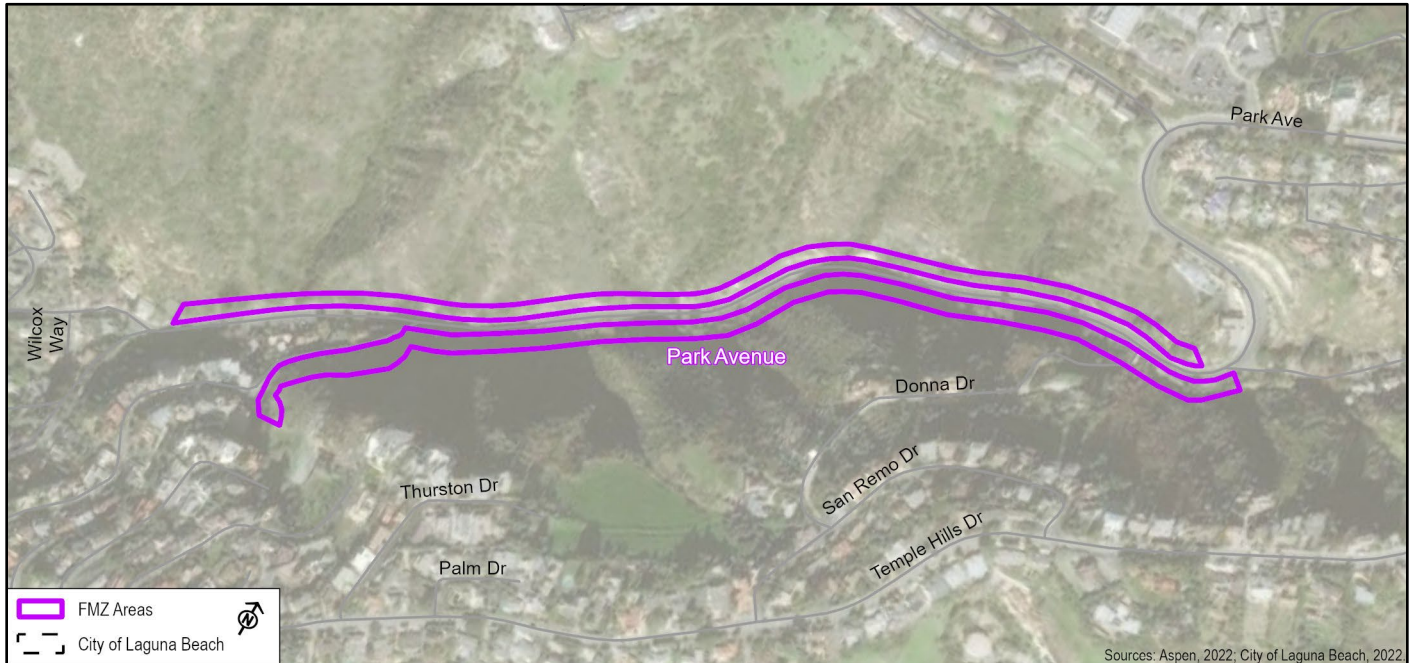 Park Ave
Wilcox
Way
Park Avenue
Donna Dr
San Remo Dr
Thurston Dr
Temple Hills Dr
Palm Dr
FMZ Areas
N
City of Laguna Beach
Sources: Aspen, 2022; City of Laguna Beach, 2022.